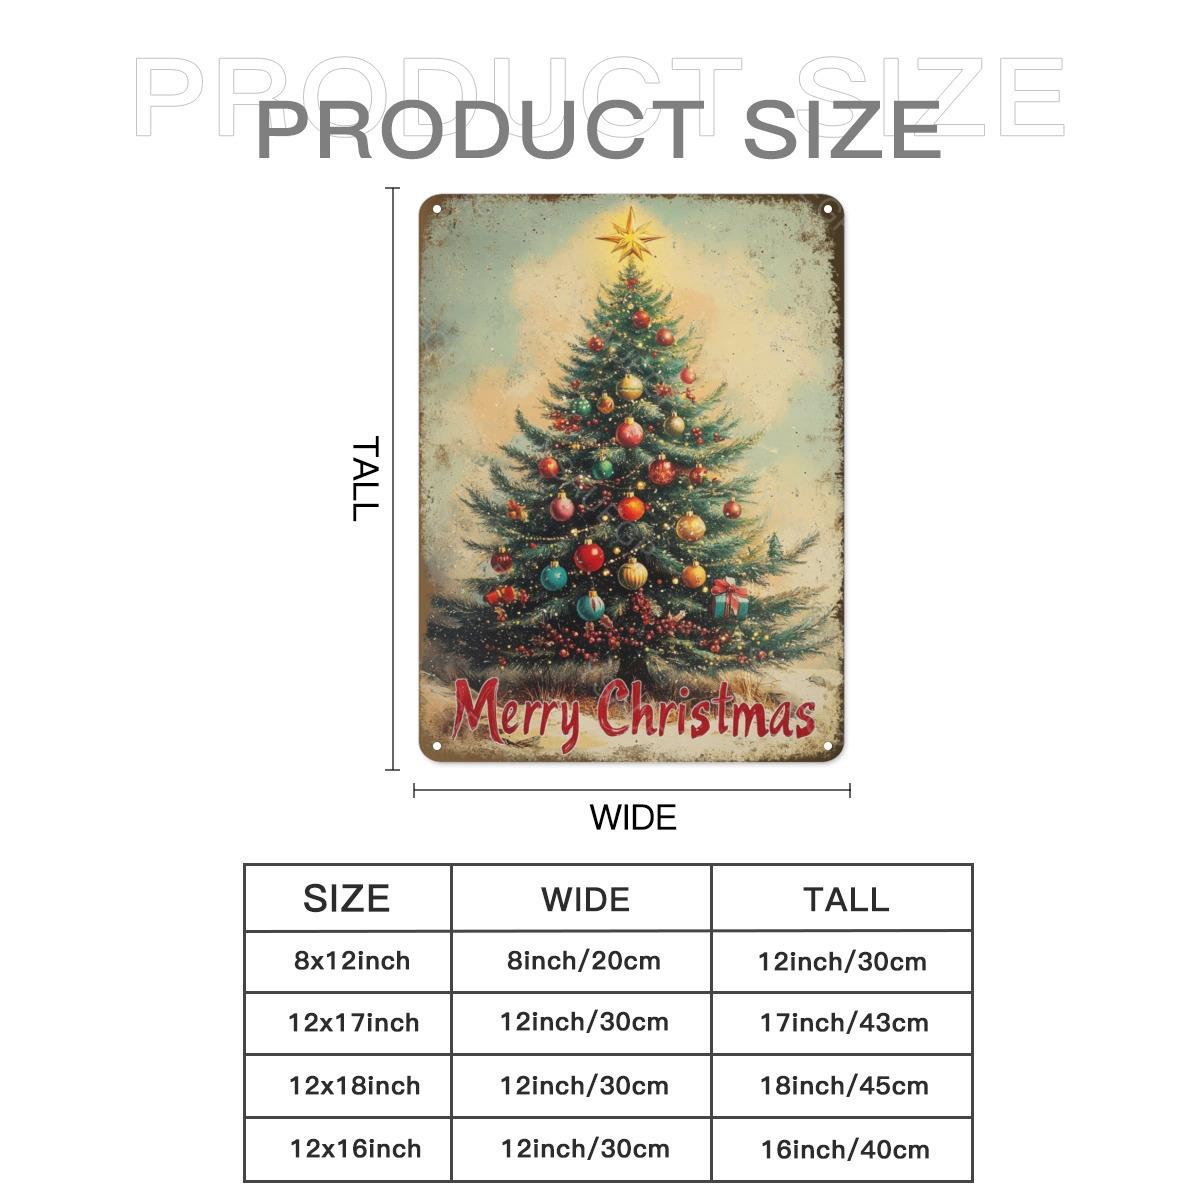 PRODUCT SIZE
PRODUCT SIZE
TALL
Merry Christmas
WIDE
SIZE WIDE TALL
8x12inch 8inch/20cm 12inch/30cm
12x17inch 12inch/30cm 17inch/43cm
12x18inch 12inch/30cm 18inch/45cm
12x16inch 12inch/30cm 16inch/40cm